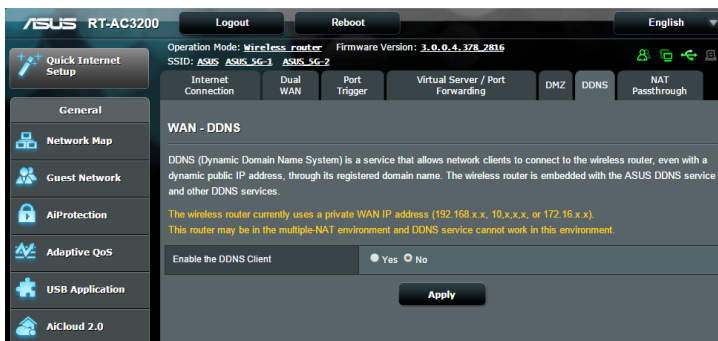 ASUS RT-AC3200
Logout
Reboot
English
Operation Mode: Wireless router Firmware Version: 3.0.0.4.378_2816
SSID: ASUS ASUS_5G-1 ASUS_5G-2
Quick Internet
Setup
General
Network Map
Guest Network
AiProtection
Adaptive QoS
USB Application
AiCloud 2.0
Internet
Connection
Dual
WAN
Port
Trigger
Virtual Server / Port
Forwarding
DMZ
DDNS
NAT
Passthrough
WAN - DDNS
DDNS (Dynamic Domain Name System) is a service that allows network clients to connect to the wireless router, even with a
dynamic public IP address, through its registered domain name. The wireless router is embedded with the ASUS DDNS service
and other DDNS services.
The wireless router currently uses a private WAN IP address (192.168.x.x, 10,x,x,x, or 172.16.x.x).
This router may be in the multiple-NAT environment and DDNS service cannot work in this environment.
Enable the DDNS Client
Yes No
Apply